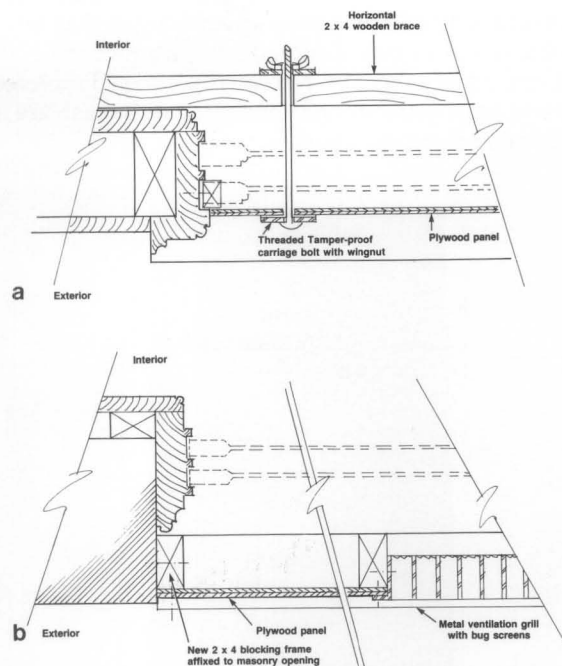 Horizontal
2 x 4 wooden brace
Interior
Threaded Tamper-proof
carriage bolt with wingnut
Plywood panel
a
Exterior
Interior
b
Exterior
Plywood panel
New 2 x 4 blocking frame
affixed to masonry opening
Metal ventilation grill
with bug screens